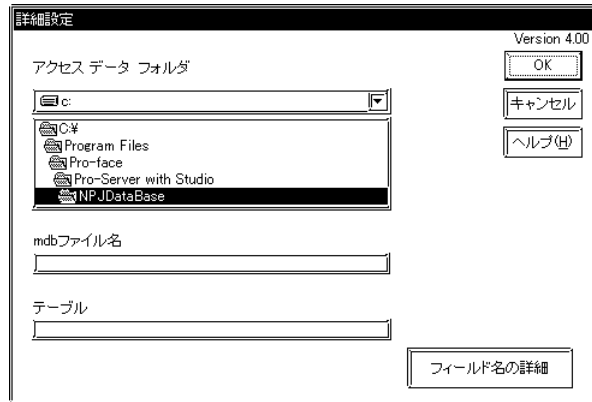 詳細設定
Version 4.00
アクセス データ フォルダ
OK
c:
キャンセル
C:¥
Program Files
ヘルプ(H)
Pro-face
Pro-Server with Studio
NPJDataBase
mdbファイル名
テーブル
フィールド名の詳細